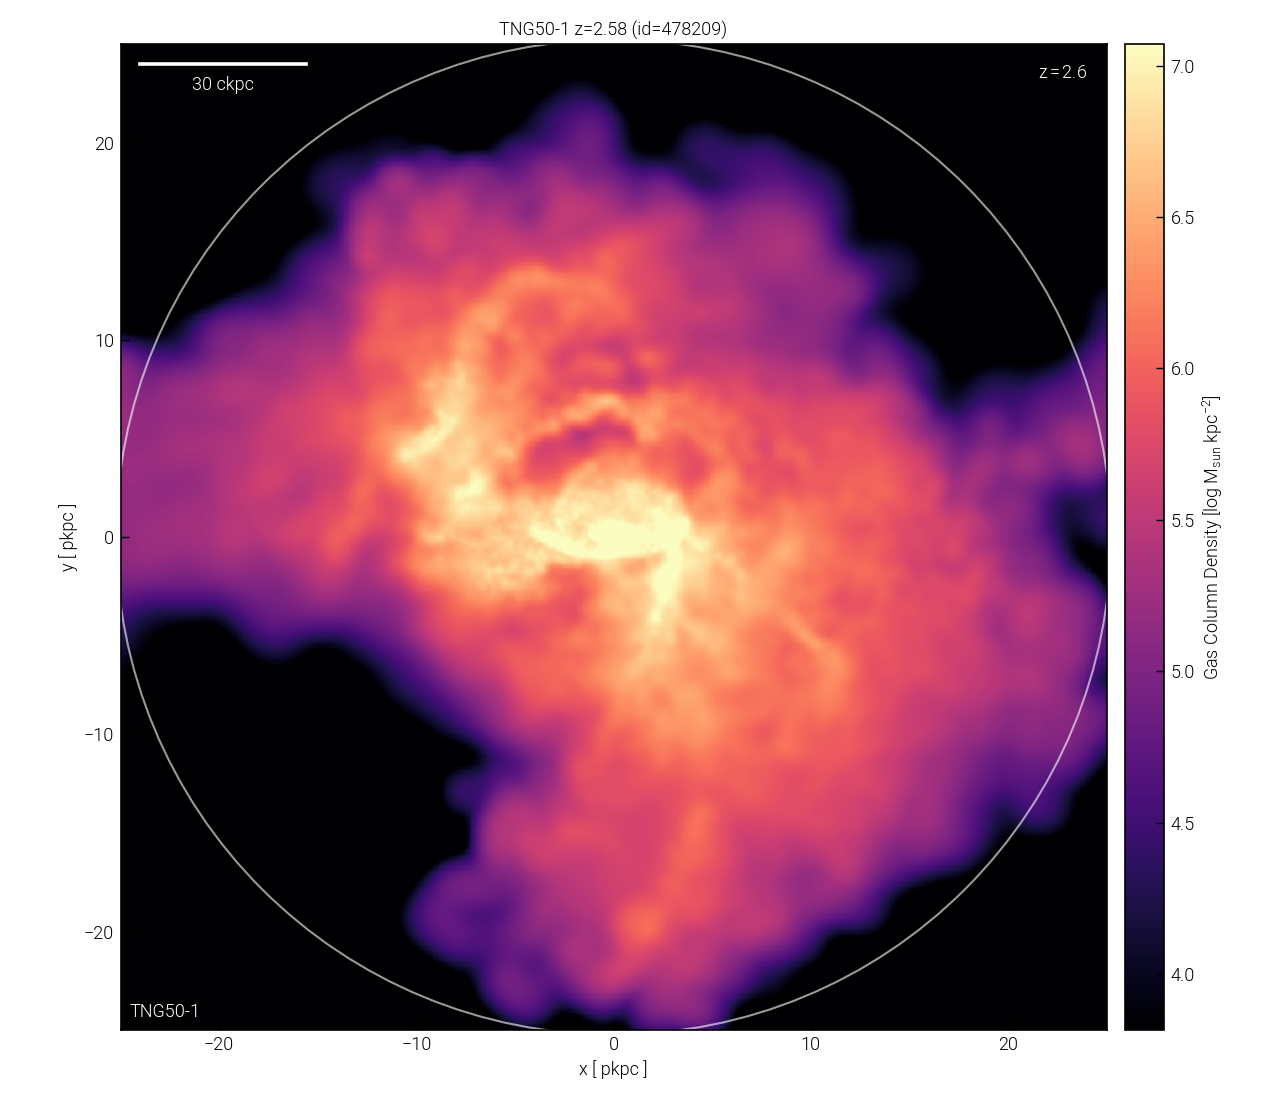 TNG50-1 z=2.58 (id=478209)
30 ckpc
z=2.6
TNG50-1
20
10
0
−10
−20
y [ pkpc ]
−20
−10
0
10
20
x [ pkpc ]
7.0
6.5
6.0
5.5
5.0
4.5
4.0
Gas Column Density [log M_sun kpc^−2]